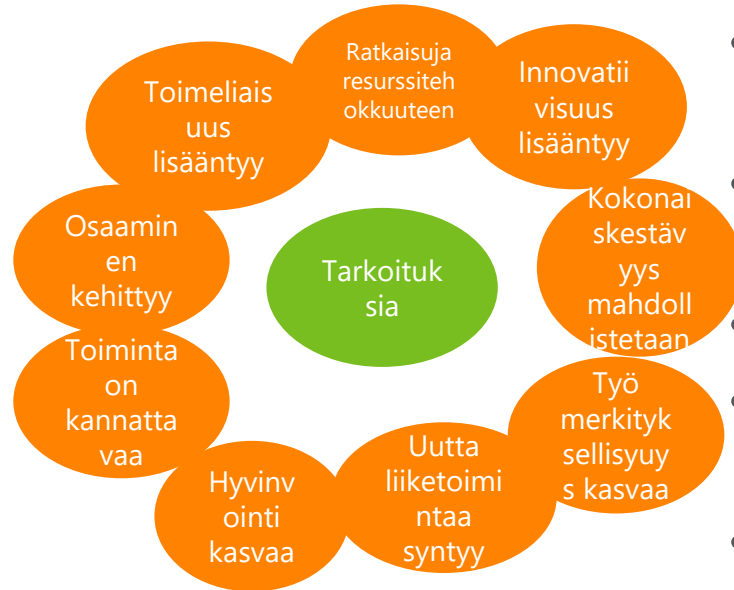 Ratkaisuja
resurssiteh
okkuuteen
Innovatii
visuus
lisääntyy
Kokonai
skestäv
yys
mahdoll
istetaan
Työ
merkityk
sellisyuy
s kasvaa
Uutta
liiketoimi
ntaa
syntyy
Hyvinv
ointi
kasvaa
Toiminta
on
kannatta
vaa
Osaamin
en
kehittyy
Toimeliais
uus
lisääntyy
Tarkoituk
sia